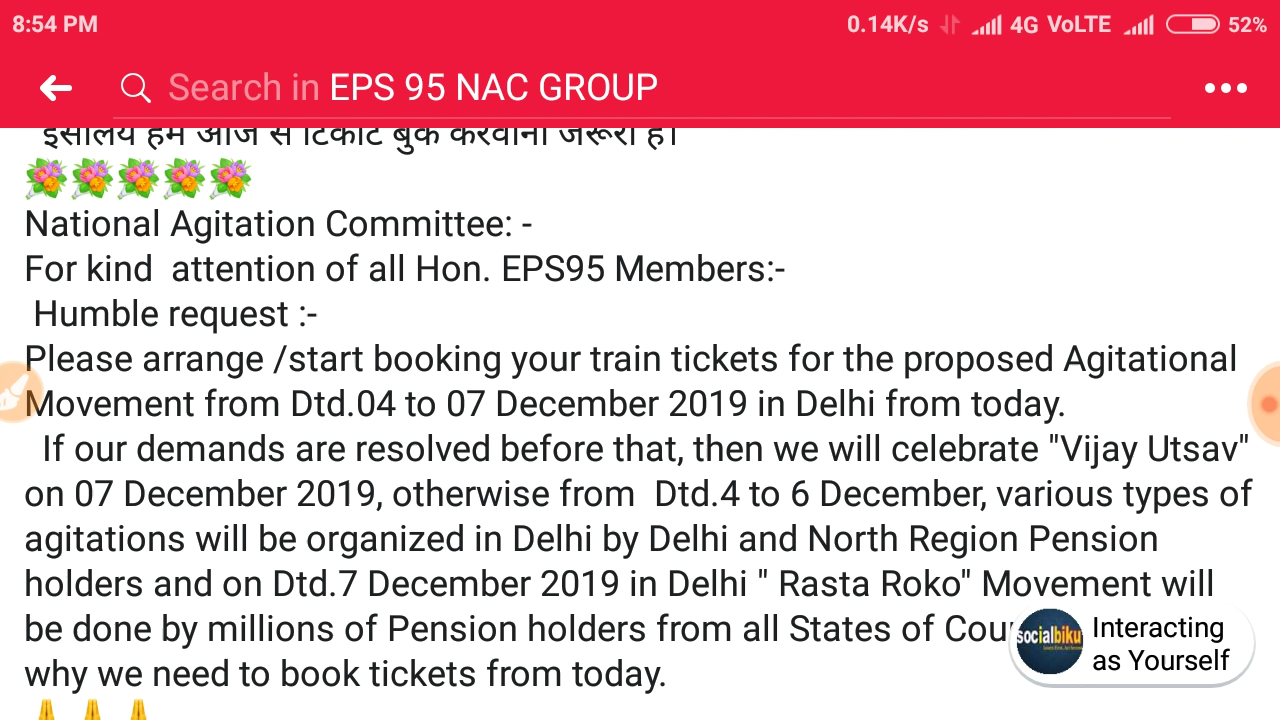 8:54 PM
0.14K/s 4G VoLTE 52%
Search in EPS 95 NAC GROUP
इसलिये हमें आज से टिकीट बुक करवाना जरूरी है।
National Agitation Committee: -
For kind attention of all Hon. EPS95 Members:-
Humble request :-
Please arrange /start booking your train tickets for the proposed Agitational
Movement from Dtd.04 to 07 December 2019 in Delhi from today.
If our demands are resolved before that, then we will celebrate "Vijay Utsav"
on 07 December 2019, otherwise from Dtd.4 to 6 December, various types of
agitations will be organized in Delhi by Delhi and North Region Pension
holders and on Dtd.7 December 2019 in Delhi " Rasta Roko" Movement will
be done by millions of Pension holders from all States of
why we need to book tickets from today.
socialbiku
Interacting
as Yourself